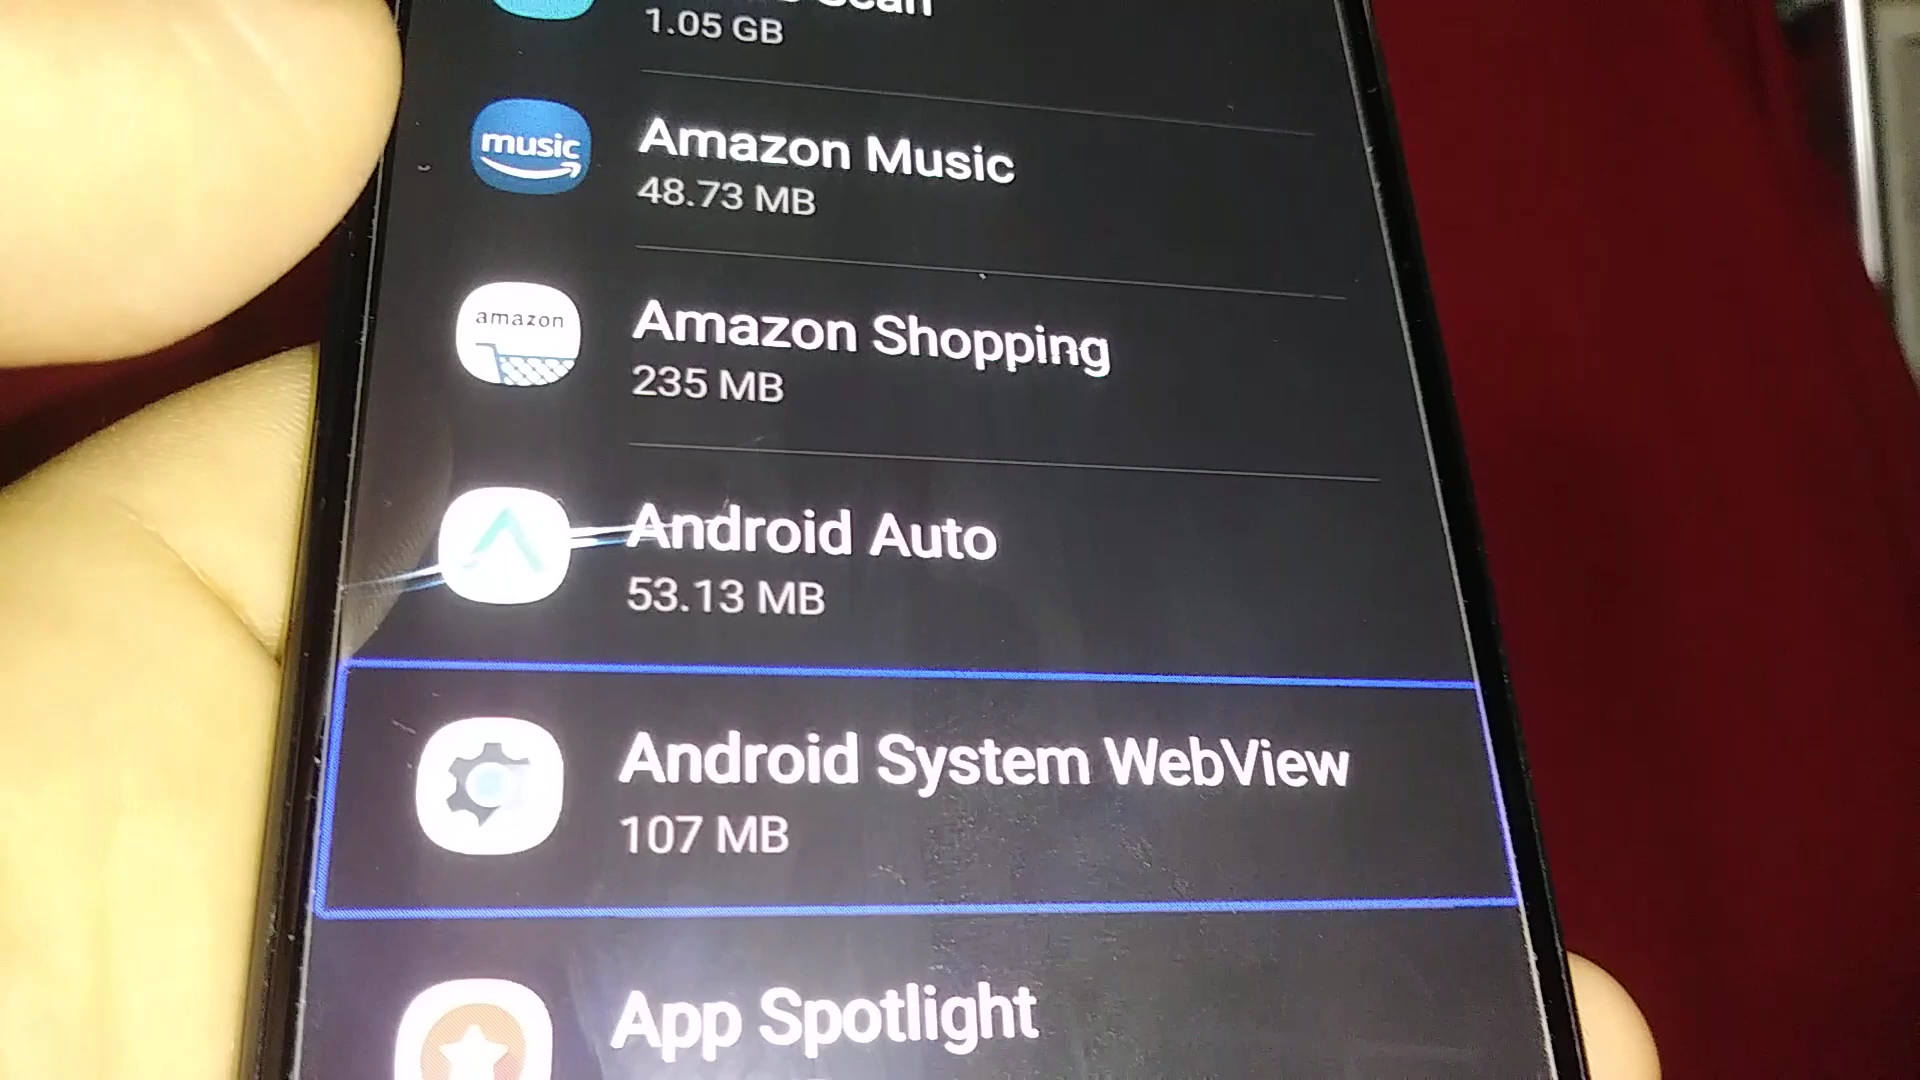 Scan
1.05 GB
music
Amazon Music
48.73 MB
amazon
Amazon Shopping
235 MB
Android Auto
53.13 MB
Android System WebView
107 MB
App Spotlight